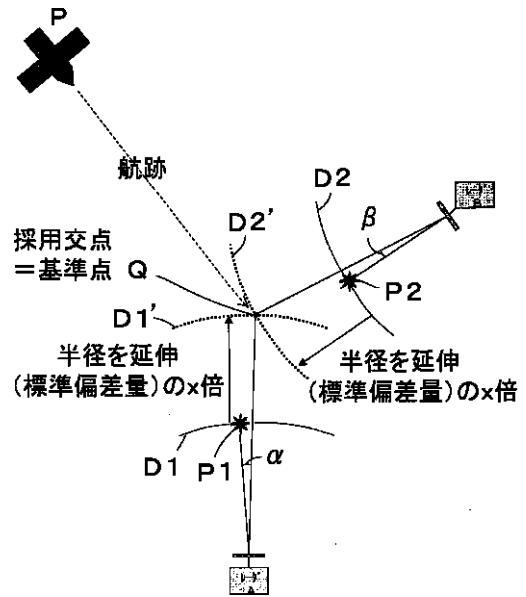 P
航跡
D2
β
D2'
採用交点
＝基準点 Q
P2
D1'
半径を延伸
(標準偏差量)のx倍
半径を延伸
(標準偏差量)のx倍
D1
P1
α